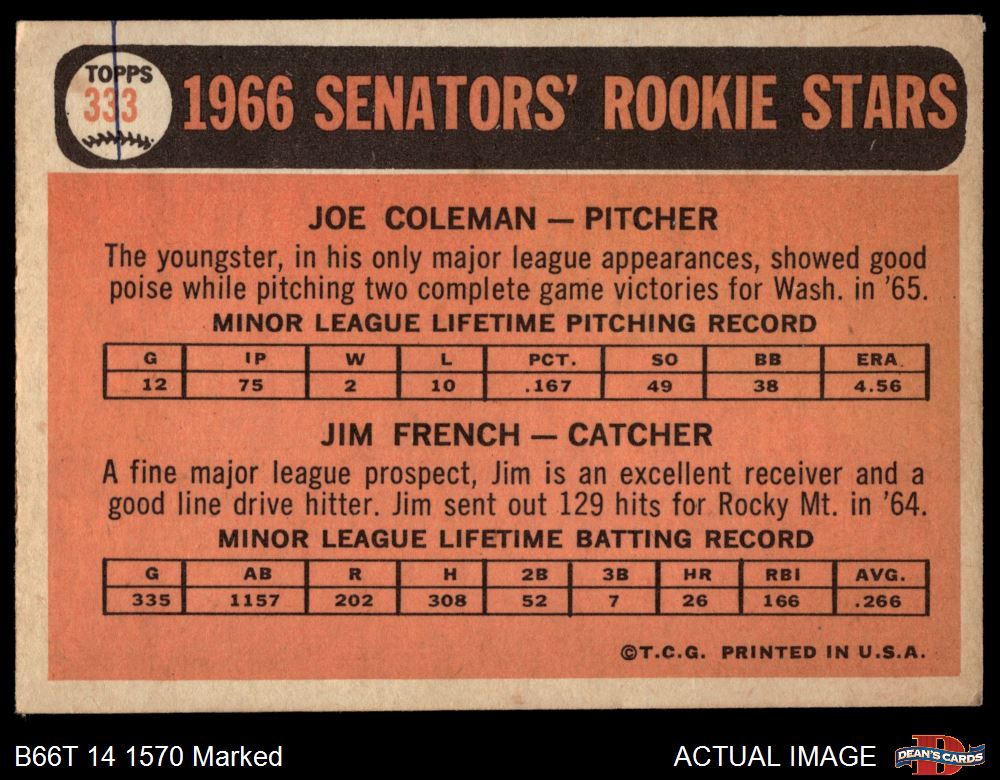 TOPPS
333
1966 SENATORS' ROOKIE STARS
JOE COLEMAN — PITCHER
The youngster, in his only major league appearances, showed good
poise while pitching two complete game victories for Wash. in '65.
MINOR LEAGUE LIFETIME PITCHING RECORD
G IP W L PCT. SO BB ERA
12 75 2 10 .167 49 38 4.56
JIM FRENCH — CATCHER
A fine major league prospect, Jim is an excellent receiver and a
good line drive hitter. Jim sent out 129 hits for Rocky Mt. in '64.
MINOR LEAGUE LIFETIME BATTING RECORD
G AB R H 2B 3B HR RBI AVG.
335 1157 202 308 52 7 26 166 .266
©T.C.G. PRINTED IN U.S.A.
B66T 14 1570 Marked
ACTUAL IMAGE
DEAN'S CARDS